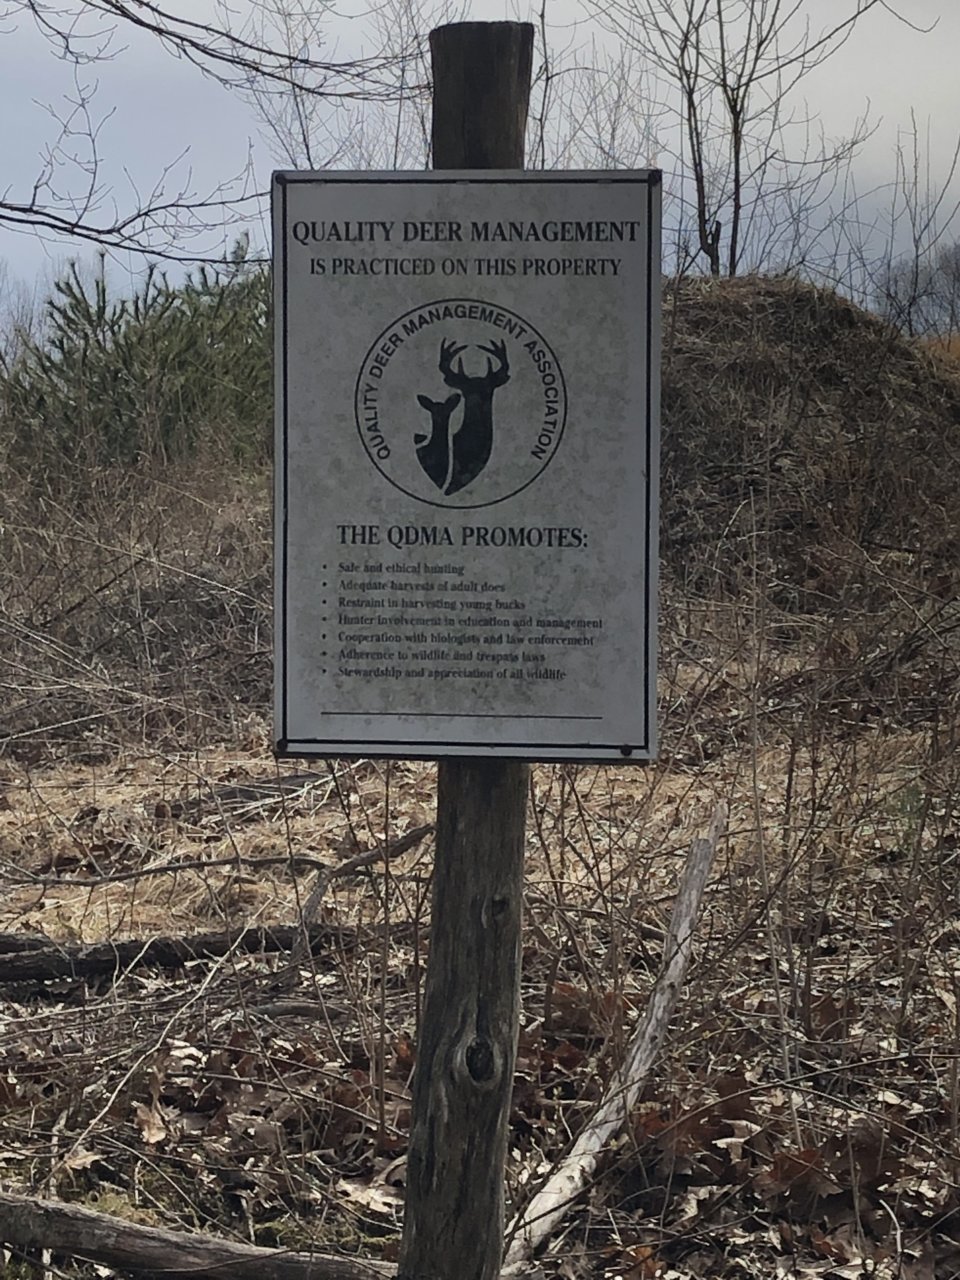 QUALITY DEER MANAGEMENT
IS PRACTICED ON THIS PROPERTY
QUALITY DEER MANAGEMENT ASSOCIATION
THE QDMA PROMOTES:
• Safe and ethical hunting
• Adequate harvests of adult does
• Restraint in harvesting young bucks
• Hunter involvement in education and management
• Cooperation with biologists and law enforcement
• Adherence to wildlife and trespass laws
• Stewardship and appreciation of all wildlife